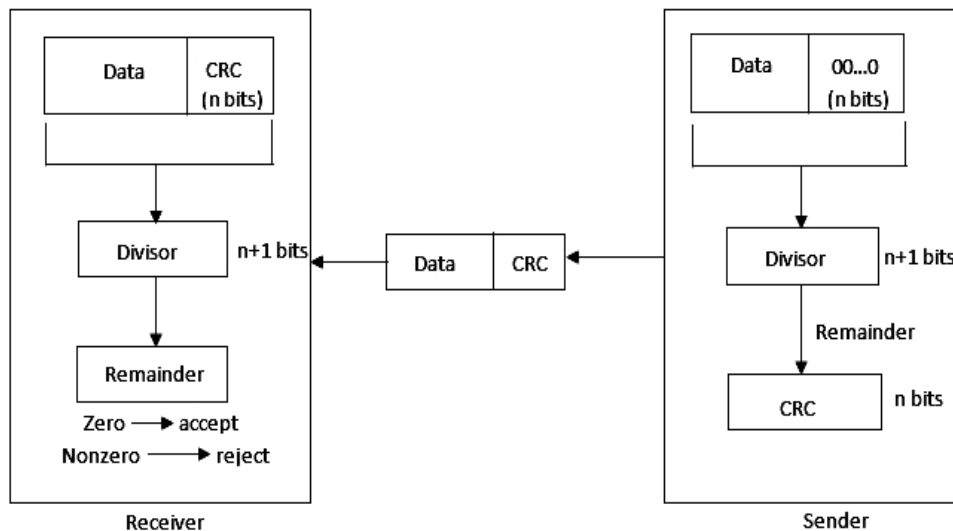 Data
CRC
(n bits)
Divisor
n+1 bits
Remainder
Zero accept
Nonzero reject
Receiver
Data
CRC
Data
00...0
(n bits)
Divisor
n+1 bits
Remainder
CRC
n bits
Sender